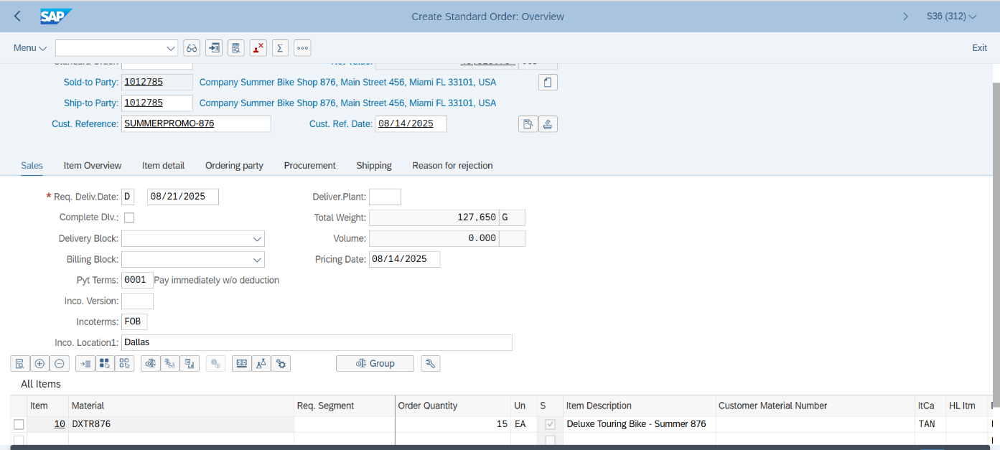 SAP Create Standard Order: Overview S36 (312)
Menu Exit
Sold-to Party: 1012785 Company Summer Bike Shop 876, Main Street 456, Miami FL 33101, USA
Ship-to Party: 1012785 Company Summer Bike Shop 876, Main Street 456, Miami FL 33101, USA
Cust. Reference: SUMMERPROMO-876 Cust. Ref. Date: 08/14/2025
Sales Item Overview Item detail Ordering party Procurement Shipping Reason for rejection
* Req. Deliv.Date: D 08/21/2025 Deliver.Plant:
Complete Dlv.: Total Weight: 127,650 G
Delivery Block: Volume: 0.000
Billing Block: Pricing Date: 08/14/2025
Pyt Terms: 0001 Pay immediately w/o deduction
Inco. Version:
Incoterms: FOB
Inco. Location1: Dallas
Group
All Items
Item Material Req. Segment Order Quantity Un S Item Description Customer Material Number ItCa HL Itm
10 DXTR876 15 EA Deluxe Touring Bike - Summer 876 TAN